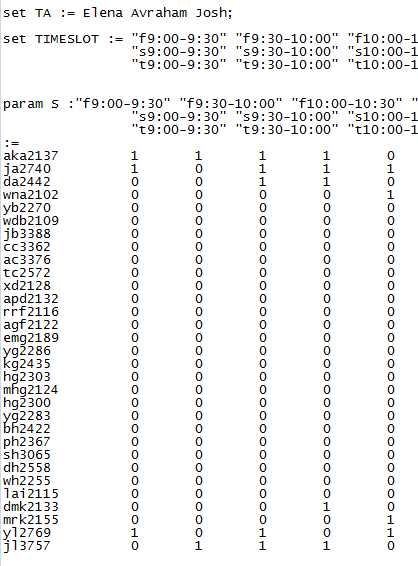 set TA := Elena Avraham Josh;
set TIMESLOT := "f9:00-9:30" "f9:30-10:00" "f10:00-1
"s9:00-9:30" "s9:30-10:00" "s10:00-1
"t9:00-9:30" "t9:30-10:00" "t10:00-1
param S :"f9:00-9:30" "f9:30-10:00" "f10:00-10:30" "
"s9:00-9:30" "s9:30-10:00" "s10:00-1
"t9:00-9:30" "t9:30-10:00" "t10:00-1
:=
aka2137 1 1 1 1 0
ja2740 1 0 1 1 1
da2442 0 0 1 1 0
wna2102 0 0 0 0 1
yb2270 0 0 0 0 0
wdb2109 0 0 0 0 0
jb3388 0 0 0 0 0
cc3362 0 0 0 0 0
ac3376 0 0 0 0 0
tc2572 0 0 0 0 0
xd2128 0 0 0 0 0
apd2132 0 0 0 0 0
rrf2116 0 0 0 0 0
agf2122 0 0 0 0 0
emg2189 0 0 0 0 0
yg2286 0 0 0 0 0
kg2435 0 0 0 0 0
hg2303 0 0 0 0 0
mhg2124 0 0 0 0 0
hg2300 0 0 0 0 0
yg2283 0 0 0 0 0
bh2422 0 0 0 0 0
ph2367 0 0 0 0 0
sh3065 0 0 0 0 0
dh2558 0 0 0 0 0
wh2255 0 0 0 0 0
lai2115 0 0 0 0 0
dmk2133 0 0 0 1 0
mrk2155 0 0 0 0 1
yl2769 1 0 1 0 1
jl3757 0 1 1 1 0